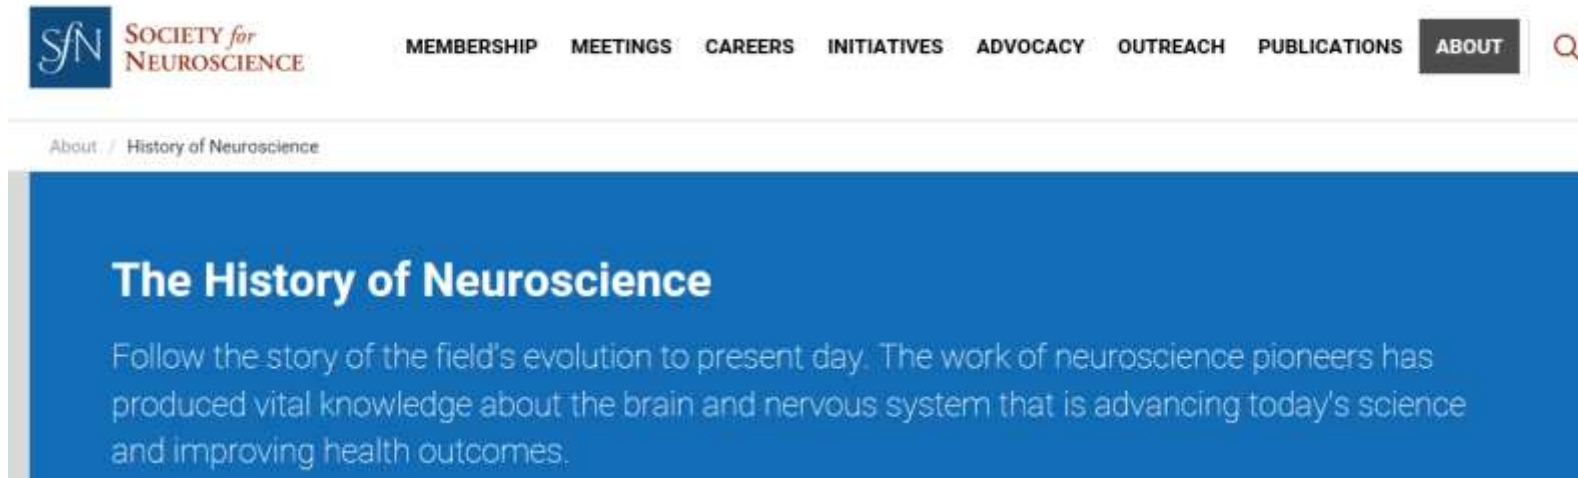 SfN
SOCIETY for
NEUROSCIENCE
MEMBERSHIP MEETINGS CAREERS INITIATIVES ADVOCACY OUTREACH PUBLICATIONS ABOUT
About / History of Neuroscience
The History of Neuroscience
Follow the story of the field's evolution to present day. The work of neuroscience pioneers has
produced vital knowledge about the brain and nervous system that is advancing today's science
and improving health outcomes.